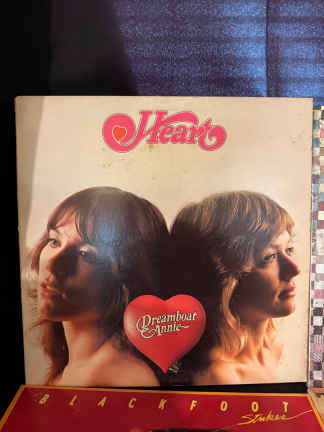 Heart
Dreamboat
Annie
BLACKFOOT
Strikes